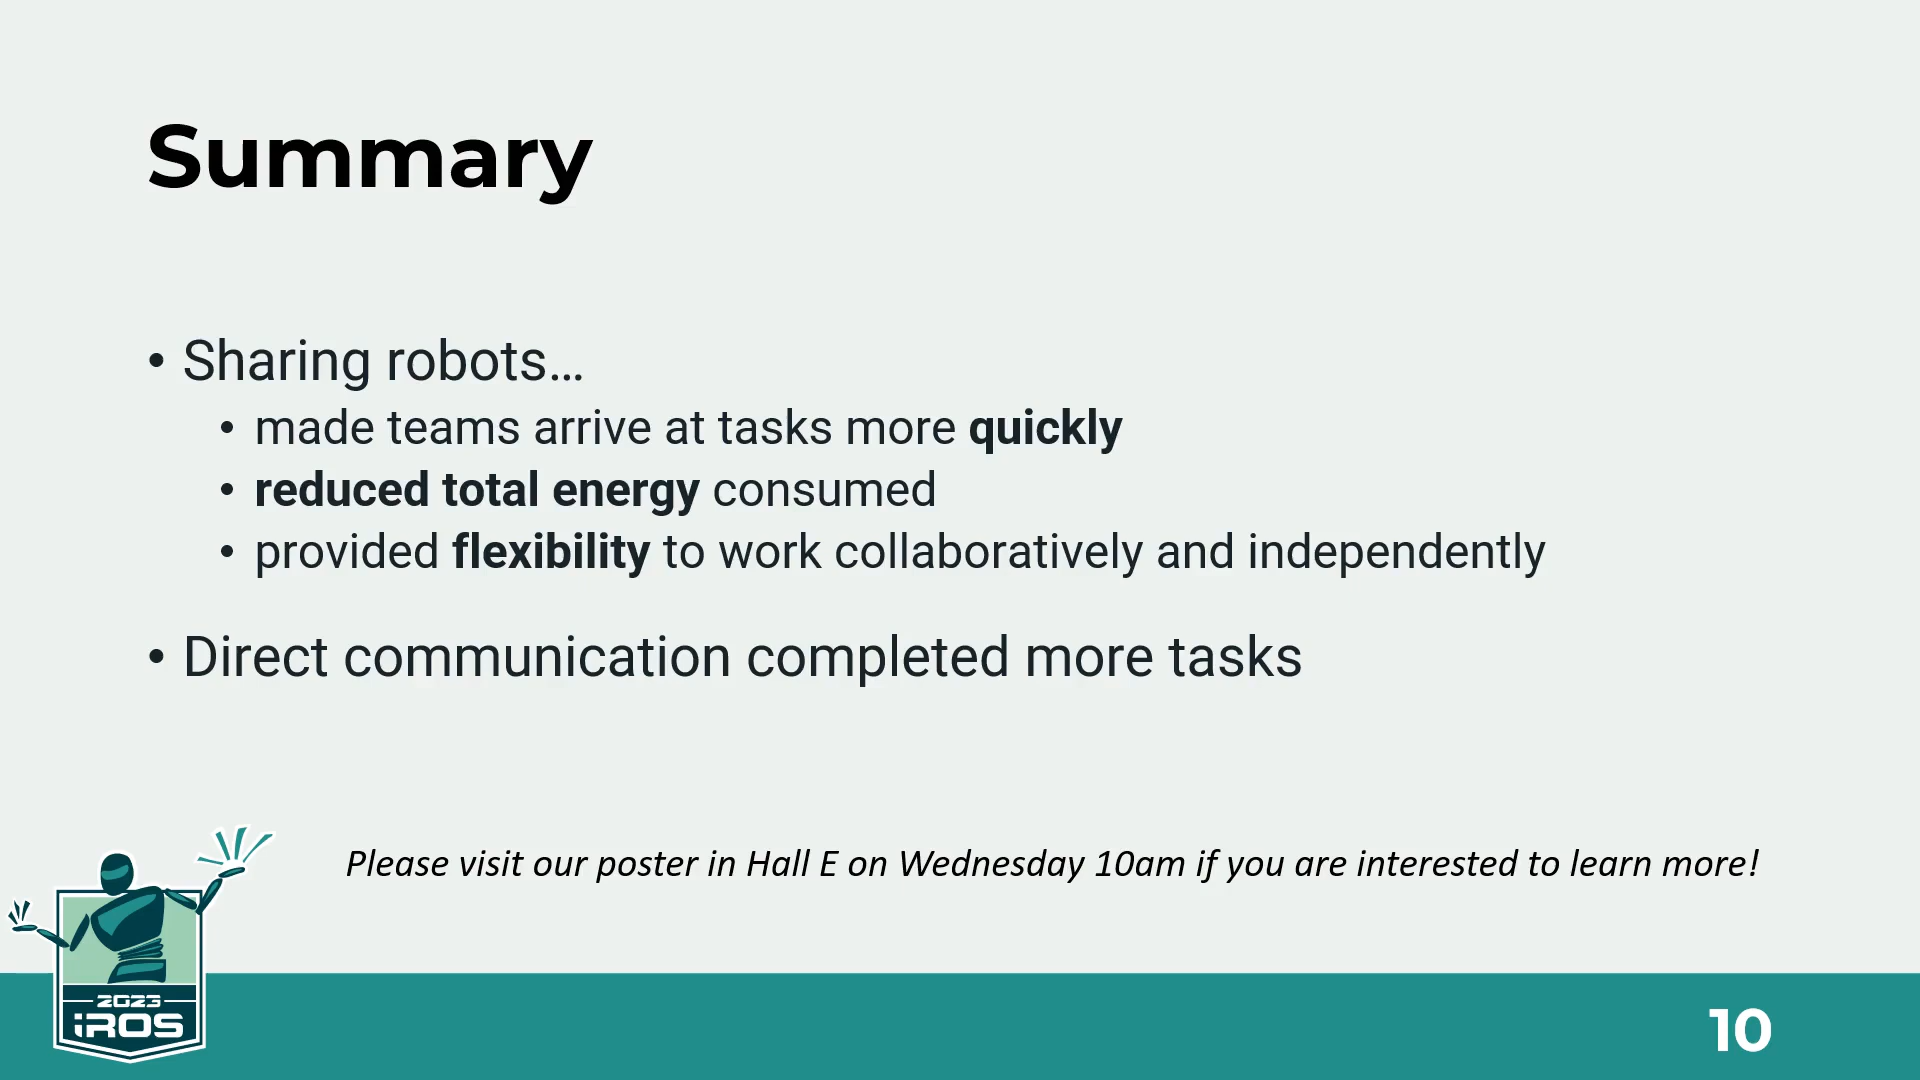 Summary
• Sharing robots…
• made teams arrive at tasks more quickly
• reduced total energy consumed
• provided flexibility to work collaboratively and independently
• Direct communication completed more tasks
Please visit our poster in Hall E on Wednesday 10am if you are interested to learn more!
2023
iROS
10